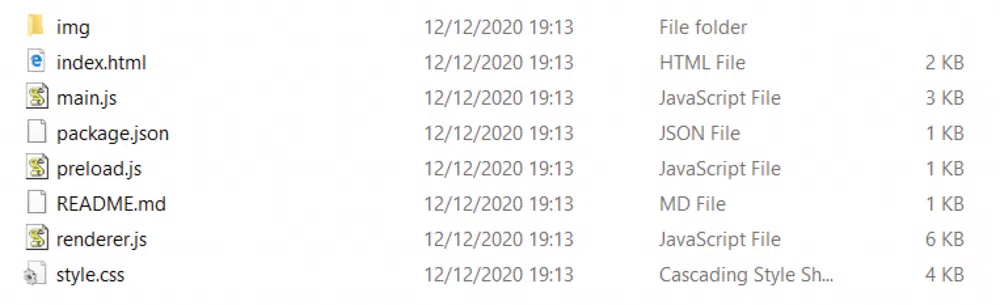 img 12/12/2020 19:13 File folder
index.html 12/12/2020 19:13 HTML File 2 KB
main.js 12/12/2020 19:13 JavaScript File 3 KB
package.json 12/12/2020 19:13 JSON File 1 KB
preload.js 12/12/2020 19:13 JavaScript File 1 KB
README.md 12/12/2020 19:13 MD File 1 KB
renderer.js 12/12/2020 19:13 JavaScript File 6 KB
style.css 12/12/2020 19:13 Cascading Style Sh... 4 KB